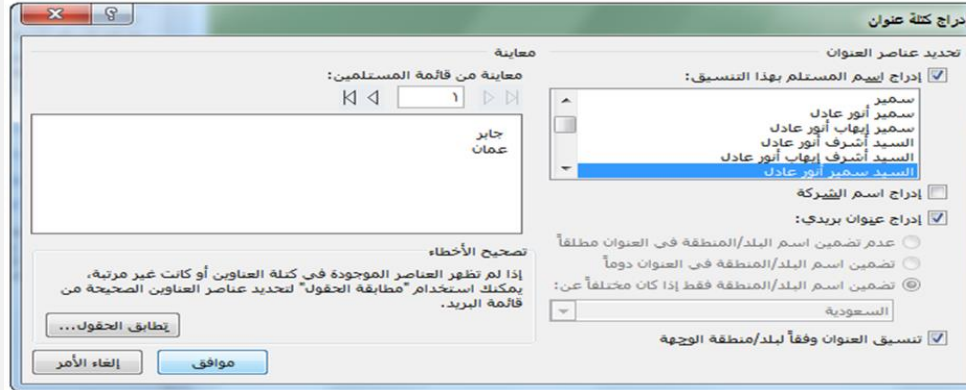 دراج كتلة عنوان
تحديد عناصر العنوان
إدراج اسم المستلم بهذا التنسيق:
سمير
سمير أنور عادل
سمير إيهاب أنور عادل
السيد أشرف أنور عادل
السيد أشرف إيهاب أنور عادل
السيد سمير أنور عادل
إدراج اسم الشركة
إدراج عنوان بريدي:
عدم تضمين اسم البلد/المنطقة في العنوان مطلقاً
تضمين اسم البلد/المنطقة في العنوان دوماً
تضمين اسم البلد/المنطقة فقط إذا كان مختلفاً عن:
السعودية
تنسيق العنوان وفقاً لبلد/منطقة الوجهة
معاينة
معاينة من قائمة المستلمين:
١
جابر
عمان
تصحيح الأخطاء
إذا لم تظهر العناصر الموجودة في كتلة العناوين أو كانت غير مرتبة،
يمكنك استخدام "مطابقة الحقول" لتحديد عناصر العناوين الصحيحة من
قائمة البريد.
تطابق الحقول...
موافق
إلغاء الأمر